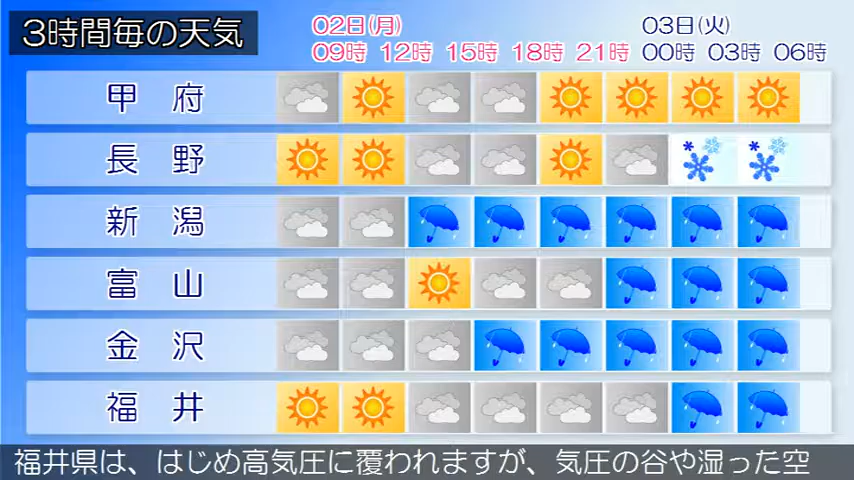 3時間毎の天気
02日(月) 03日(火)
09時 12時 15時 18時 21時 00時 03時 06時
甲府
長野
新潟
富山
金沢
福井
福井県は、はじめ高気圧に覆われますが、気圧の谷や湿った空